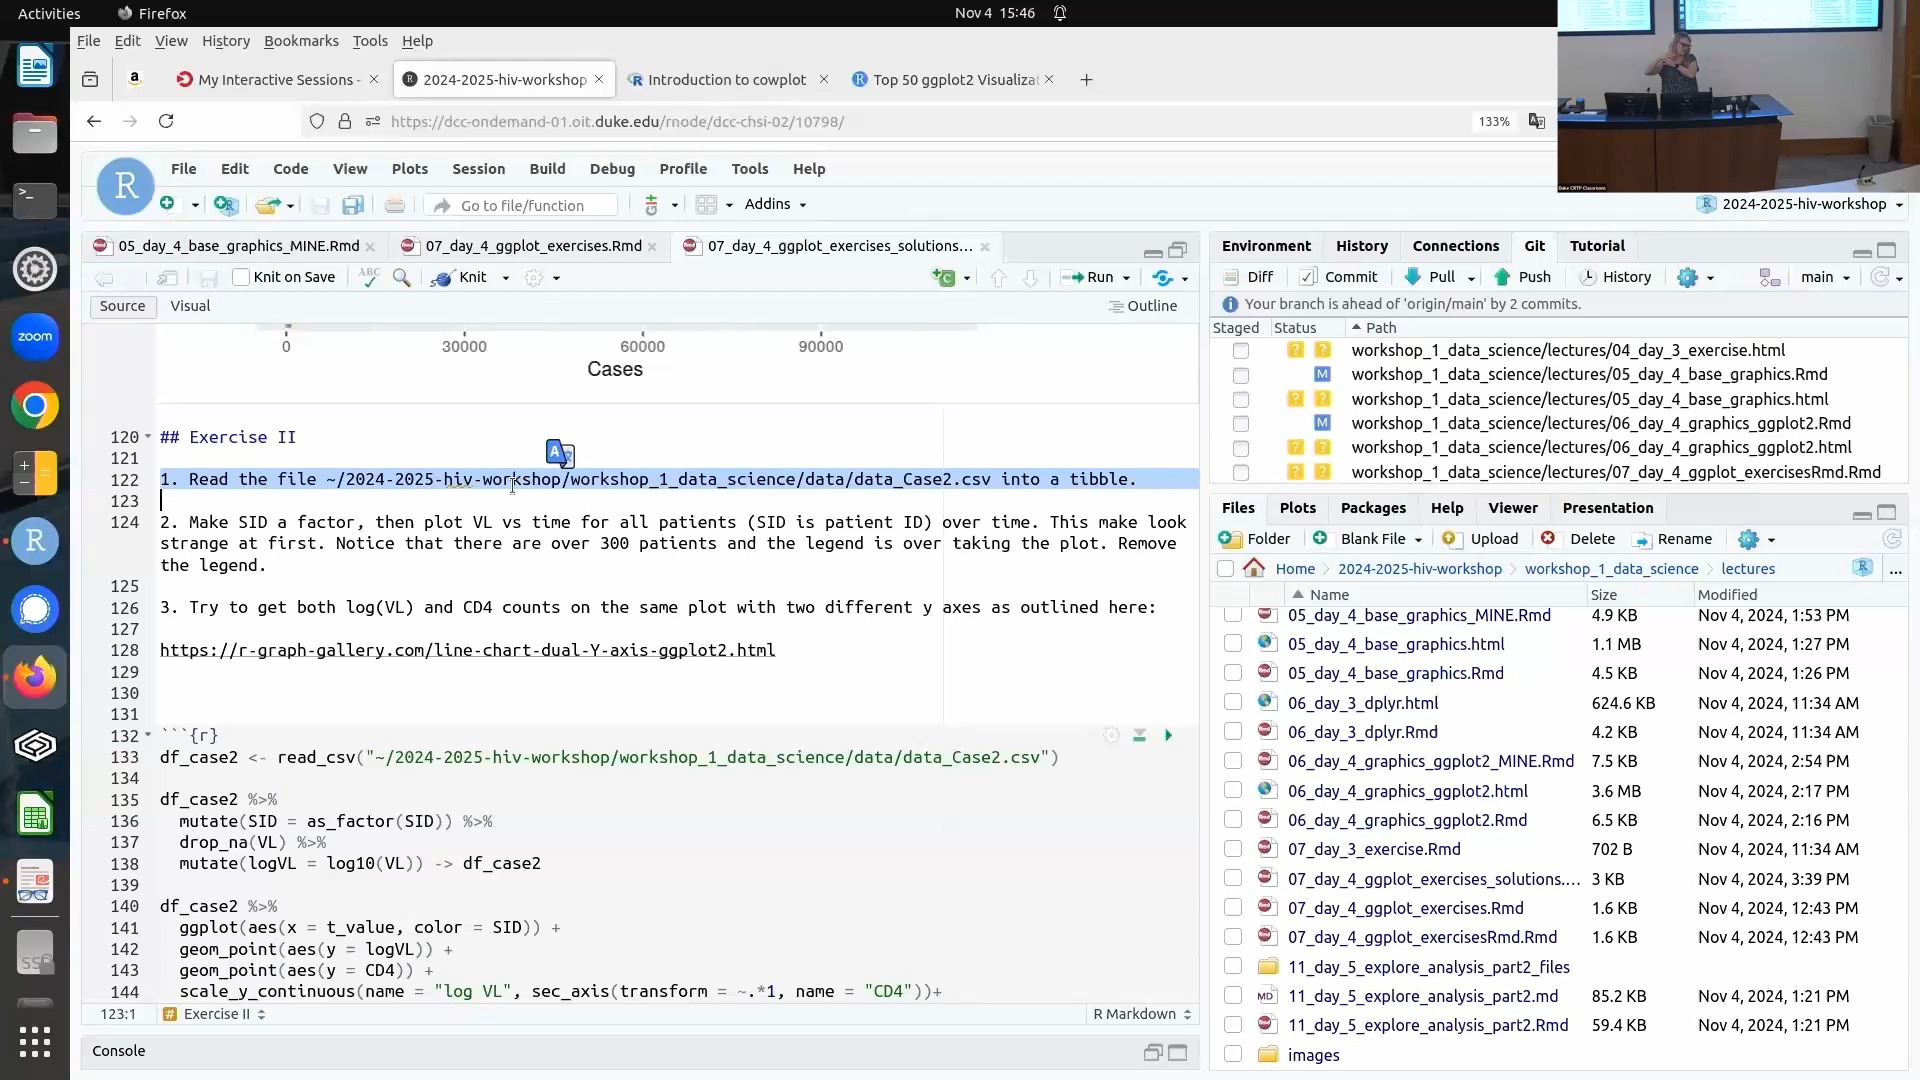 Activities
Firefox
Nov 4 15:46
File Edit View History Bookmarks Tools Help
My Interactive Sessions -
2024-2025-hiv-workshop
Introduction to cowplot
Top 50 ggplot2 Visualizat
https://dcc-ondemand-01.oit.duke.edu/rnode/dcc-chsi-02/10798/
133%
File Edit Code View Plots Session Build Debug Profile Tools Help
Go to file/function
Addins
2024-2025-hiv-workshop
05_day_4_base_graphics_MINE.Rmd
07_day_4_ggplot_exercises.Rmd
07_day_4_ggplot_exercises_solutions...
Knit on Save
ABC
Knit
Run
Source Visual
Outline
0 30000 60000 90000
Cases
120 ## Exercise II
121
122 1. Read the file ~/2024-2025-hiv-workshop/workshop_1_data_science/data/data_Case2.csv into a tibble.
123
124 2. Make SID a factor, then plot VL vs time for all patients (SID is patient ID) over time. This make look
strange at first. Notice that there are over 300 patients and the legend is over taking the plot. Remove
the legend.
125
126 3. Try to get both log(VL) and CD4 counts on the same plot with two different y axes as outlined here:
127
128 https://r-graph-gallery.com/line-chart-dual-Y-axis-ggplot2.html
129
130
131
132 ```{r}
133 df_case2 <- read_csv("~/2024-2025-hiv-workshop/workshop_1_data_science/data/data_Case2.csv")
134
135 df_case2 %>%
136 mutate(SID = as_factor(SID)) %>%
137 drop_na(VL) %>%
138 mutate(logVL = log10(VL)) -> df_case2
139
140 df_case2 %>%
141 ggplot(aes(x = t_value, color = SID)) +
142 geom_point(aes(y = logVL)) +
143 geom_point(aes(y = CD4)) +
144 scale_y_continuous(name = "log VL", sec_axis(transform = ~.*1, name = "CD4"))+
123:1
Exercise II
R Markdown
Console
Environment History Connections Git Tutorial
Diff Commit Pull Push History main
Your branch is ahead of 'origin/main' by 2 commits.
Staged Status Path
? ? workshop_1_data_science/lectures/04_day_3_exercise.html
M workshop_1_data_science/lectures/05_day_4_base_graphics.Rmd
? ? workshop_1_data_science/lectures/05_day_4_base_graphics.html
M workshop_1_data_science/lectures/06_day_4_graphics_ggplot2.Rmd
? ? workshop_1_data_science/lectures/06_day_4_graphics_ggplot2.html
? ? workshop_1_data_science/lectures/07_day_4_ggplot_exercisesRmd.Rmd
Files Plots Packages Help Viewer Presentation
Folder Blank File Upload Delete Rename
Home 2024-2025-hiv-workshop workshop_1_data_science lectures ...
Name Size Modified
05_day_4_base_graphics_MINE.Rmd 4.9 KB Nov 4, 2024, 1:53 PM
05_day_4_base_graphics.html 1.1 MB Nov 4, 2024, 1:27 PM
05_day_4_base_graphics.Rmd 4.5 KB Nov 4, 2024, 1:26 PM
06_day_3_dplyr.html 624.6 KB Nov 4, 2024, 11:34 AM
06_day_3_dplyr.Rmd 4.2 KB Nov 4, 2024, 11:34 AM
06_day_4_graphics_ggplot2_MINE.Rmd 7.5 KB Nov 4, 2024, 2:54 PM
06_day_4_graphics_ggplot2.html 3.6 MB Nov 4, 2024, 2:17 PM
06_day_4_graphics_ggplot2.Rmd 6.5 KB Nov 4, 2024, 2:16 PM
07_day_3_exercise.Rmd 702 B Nov 4, 2024, 11:34 AM
07_day_4_ggplot_exercises_solutions.... 3 KB Nov 4, 2024, 3:39 PM
07_day_4_ggplot_exercises.Rmd 1.6 KB Nov 4, 2024, 12:43 PM
07_day_4_ggplot_exercisesRmd.Rmd 1.6 KB Nov 4, 2024, 12:43 PM
11_day_5_explore_analysis_part2_files
11_day_5_explore_analysis_part2.md 85.2 KB Nov 4, 2024, 1:21 PM
11_day_5_explore_analysis_part2.Rmd 59.4 KB Nov 4, 2024, 1:21 PM
images
zoom
Duke CRTP Classroom